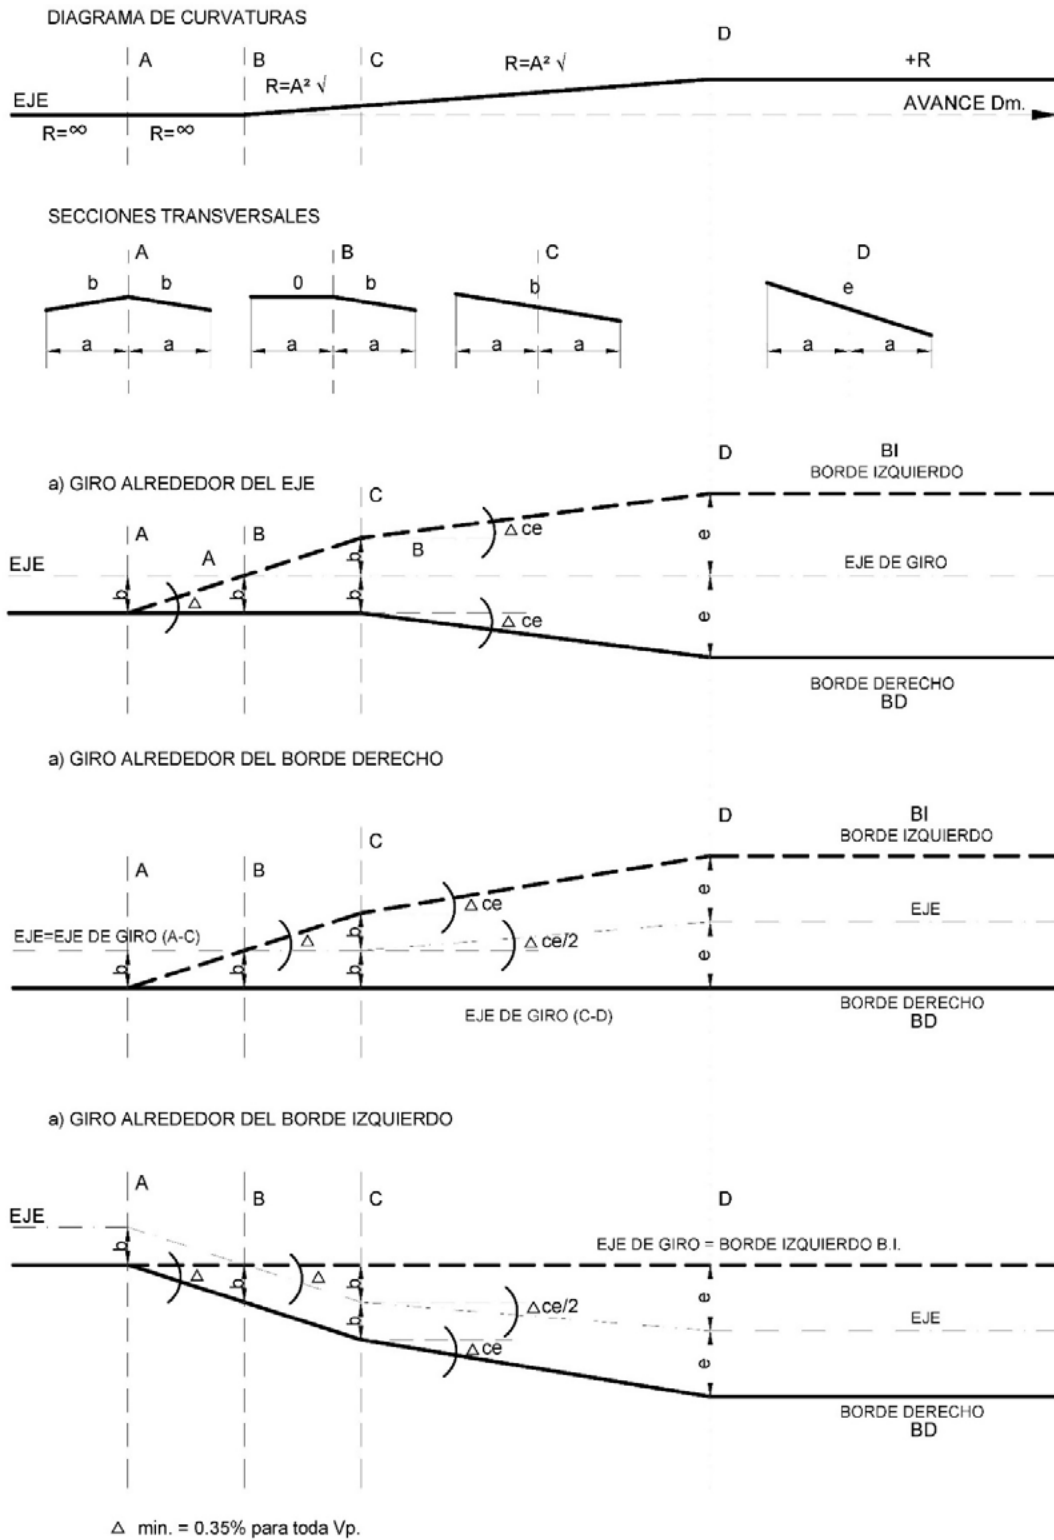 DIAGRAMA DE CURVATURAS
A B C D
R=A² √ R=A² √ +R
EJE
AVANCE Dm.
R=∞ R=∞
SECCIONES TRANSVERSALES
A B C D
b b 0 b b e
a a a a a a a a
a) GIRO ALREDEDOR DEL EJE
D BI
BORDE IZQUIERDO
A B C
A B △ ce e
EJE b EJE DE GIRO
b △ b b △ ce e
BORDE DERECHO
BD
a) GIRO ALREDEDOR DEL BORDE DERECHO
D BI
BORDE IZQUIERDO
A B C
△ ce e EJE
EJE=EJE DE GIRO (A-C) △ b △ ce/2
b b b e
EJE DE GIRO (C-D) BORDE DERECHO
BD
a) GIRO ALRÉDEDOR DEL BORDE IZQUIERDO
A B C D
EJE
b EJE DE GIRO = BORDE IZQUIERDO B.I.
△ b △ b e
b △ce/2 EJE
△ce e
BORDE DERECHO
BD
△ min. = 0.35% para toda Vp.